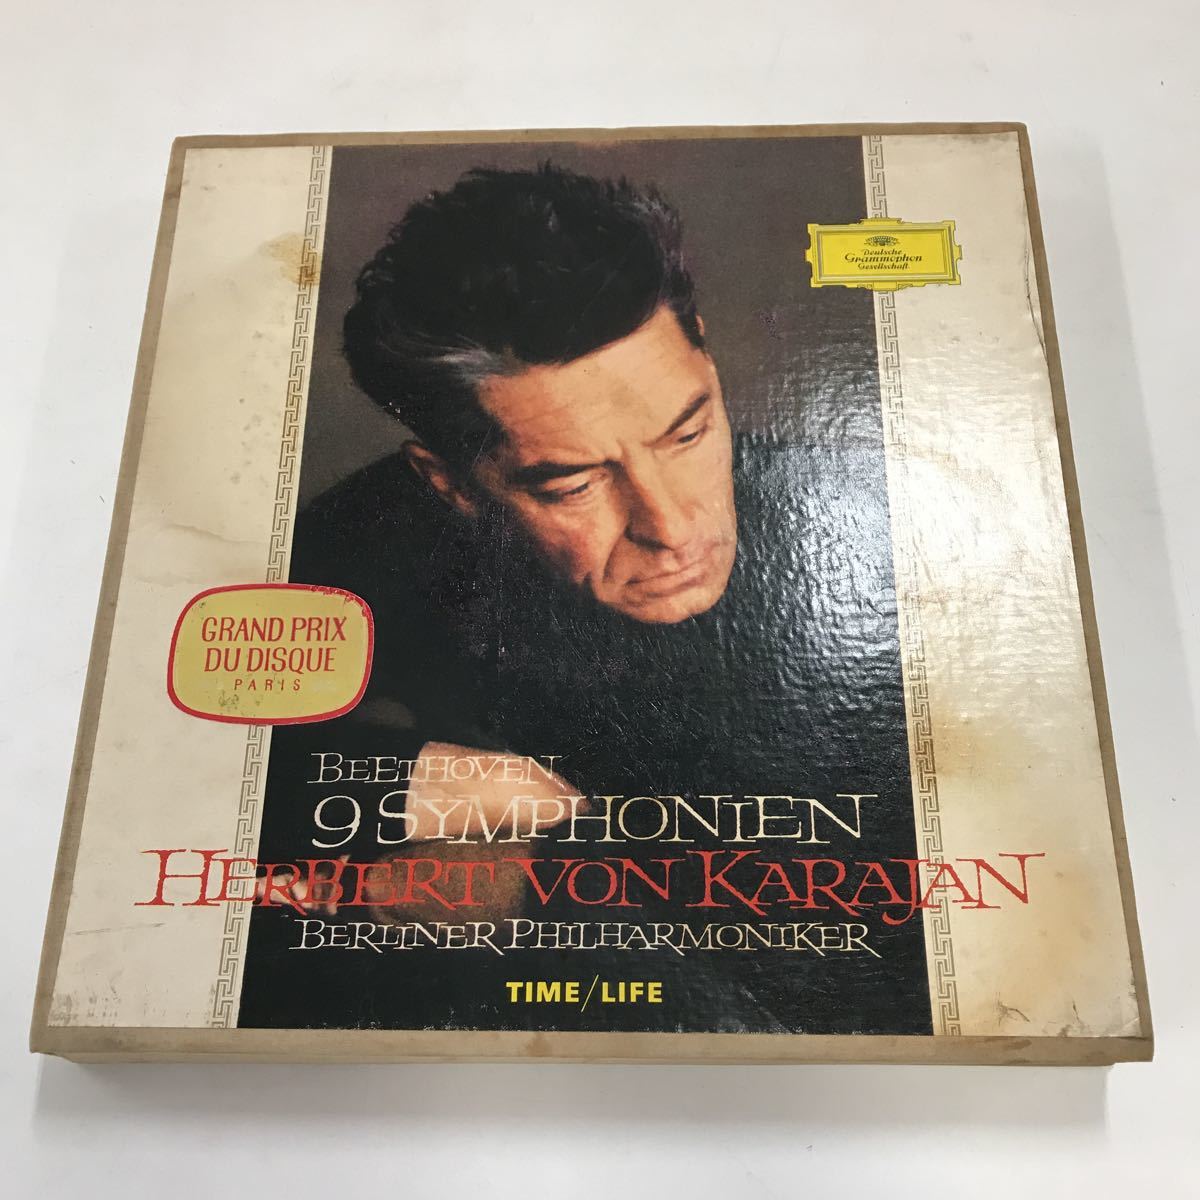 Deutsche
Grammophon
Gesellschaft
GRAND PRIX
DU DISQUE
PARIS
BEETHOVEN
9 SYMPHONIEN
HERBERT VON KARAJAN
BERLINER PHILHARMONIKER
TIME/LIFE